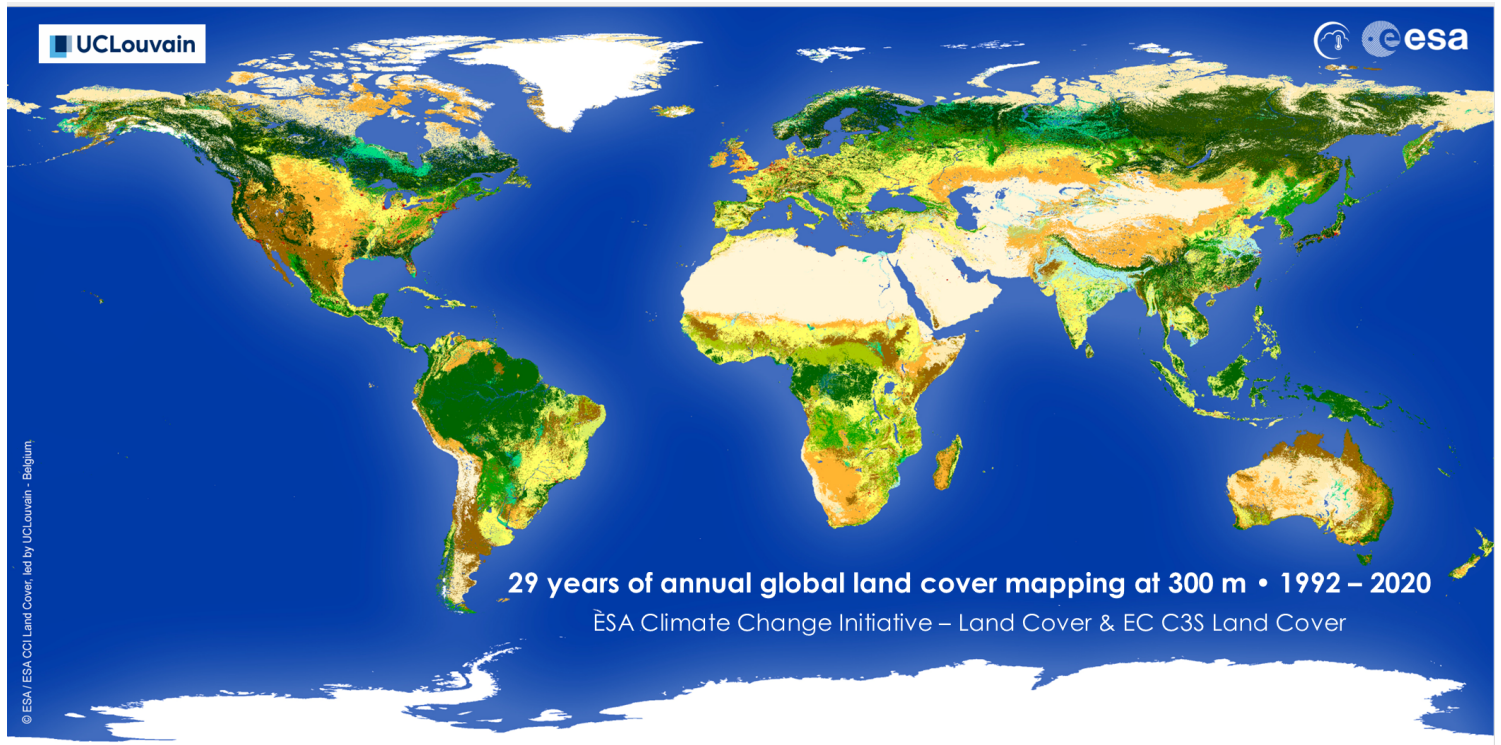 UCLouvain
esa
29 years of annual global land cover mapping at 300 m • 1992 – 2020
ESA Climate Change Initiative – Land Cover & EC C3S Land Cover
© ESA / ESA CCI Land Cover, led by UCLouvain - Belgium